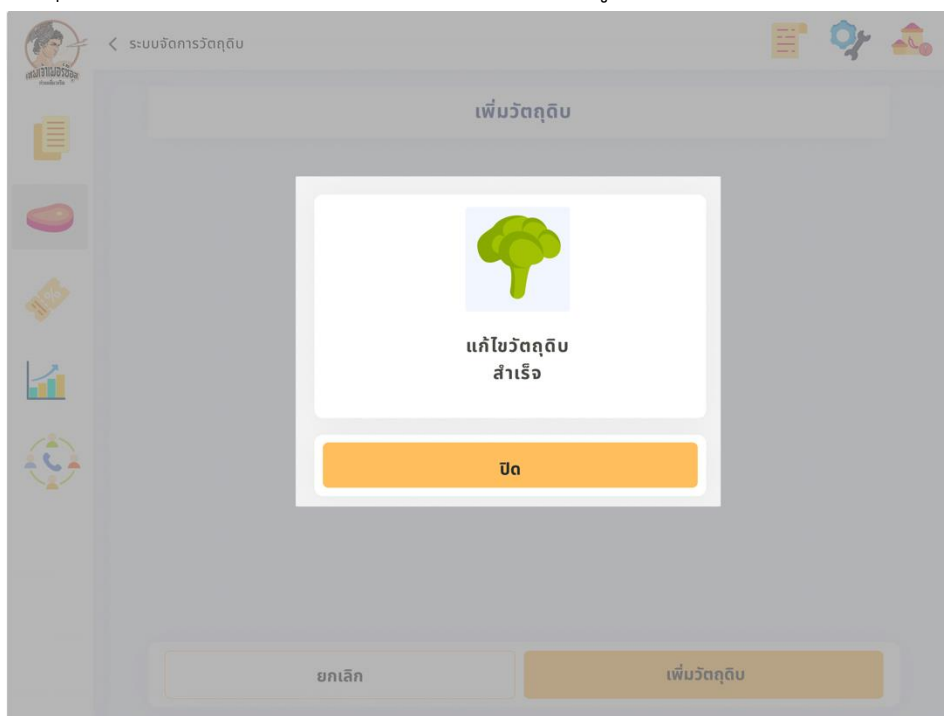 ระบบจัดการวัตถุดิบ
เพิ่มวัตถุดิบ
แก้ไขวัตถุดิบ
สำเร็จ
ปิด
ยกเลิก
เพิ่มวัตถุดิบ